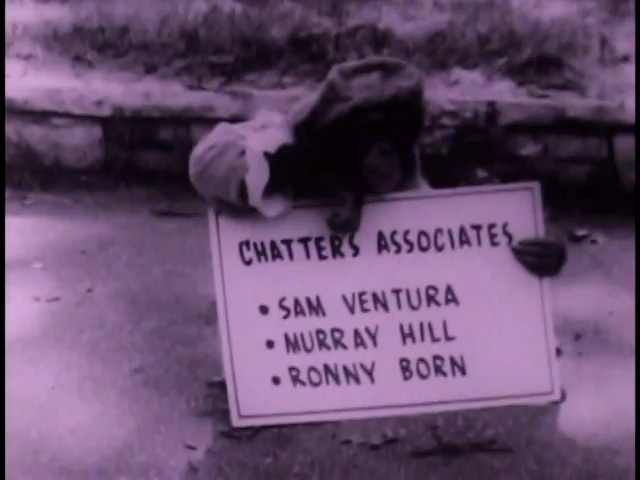 CHATTERS ASSOCIATES
• SAM VENTURA
• MURRAY HILL
• RONNY BORN